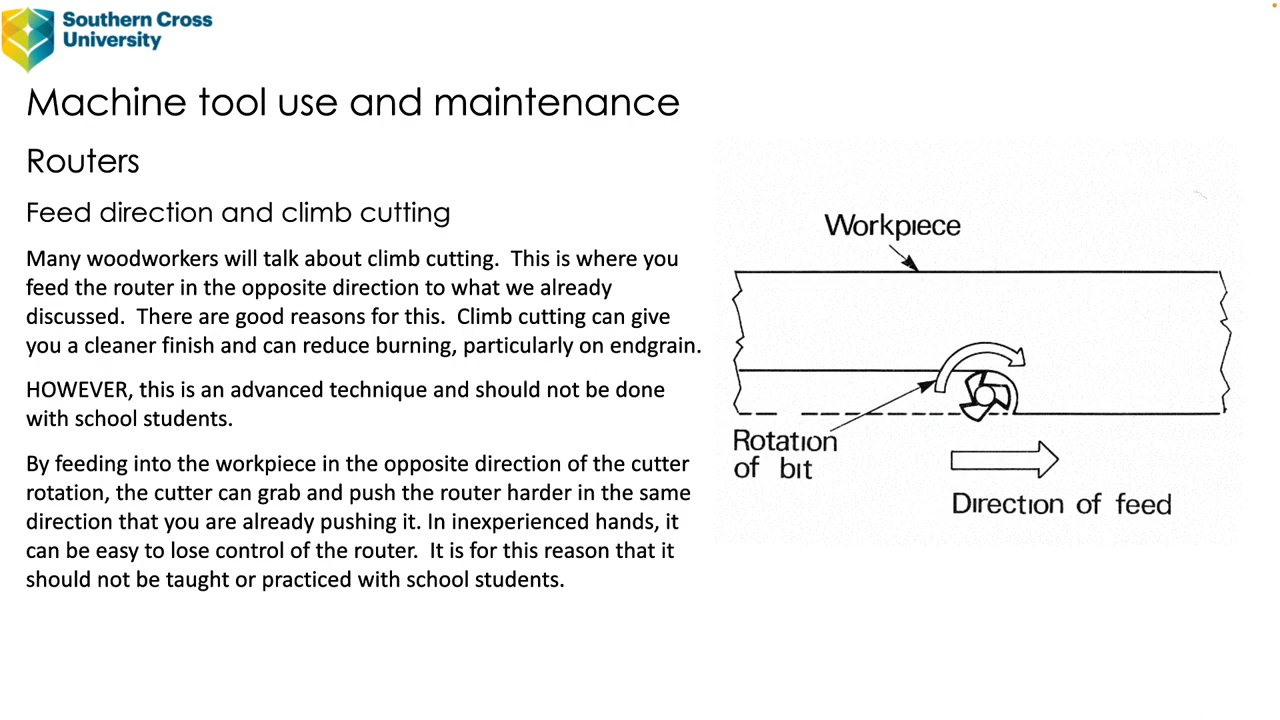 Southern Cross
University
Machine tool use and maintenance
Routers
Feed direction and climb cutting
Many woodworkers will talk about climb cutting.  This is where you
feed the router in the opposite direction to what we already
discussed.  There are good reasons for this.  Climb cutting can give
you a cleaner finish and can reduce burning, particularly on endgrain.
HOWEVER, this is an advanced technique and should not be done
with school students.
By feeding into the workpiece in the opposite direction of the cutter
rotation, the cutter can grab and push the router harder in the same
direction that you are already pushing it. In inexperienced hands, it
can be easy to lose control of the router.  It is for this reason that it
should not be taught or practiced with school students.
Workpiece
Rotation
of bit
Direction of feed